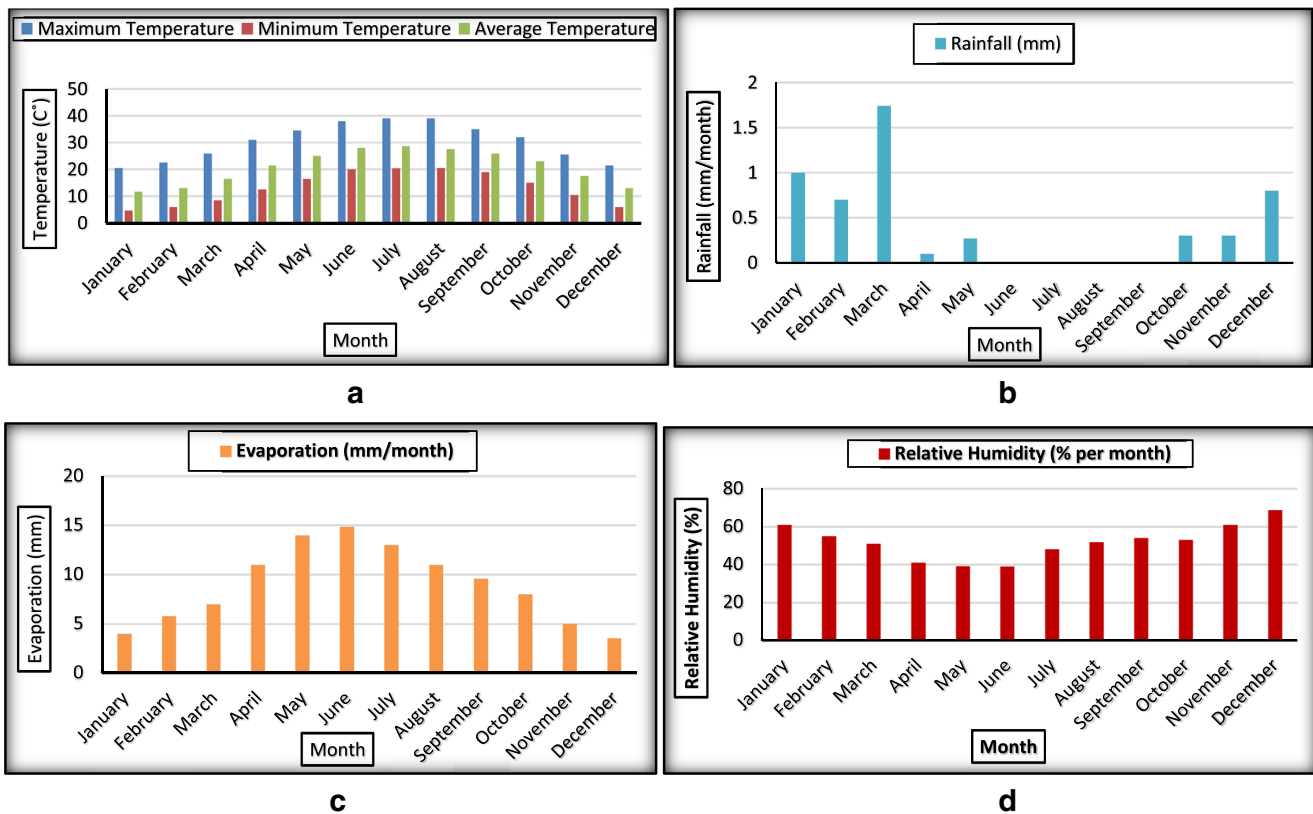 Maximum Temperature Minimum Temperature Average Temperature
Temperature (C°)
50
40
30
20
10
0
January
February
March
April
May
June
July
August
September
October
November
December
Month
a
Rainfall (mm)
Rainfall (mm/month)
2
1.5
1
0.5
0
January
February
March
April
May
June
July
August
September
October
November
December
Month
b
Evaporation (mm/month)
Evaporation (mm)
20
15
10
5
0
January
February
March
April
May
June
July
August
September
October
November
December
Month
c
Relative Humidity (% per month)
Relative Humidity (%)
80
60
40
20
0
January
February
March
April
May
June
July
August
September
October
November
December
Month
d